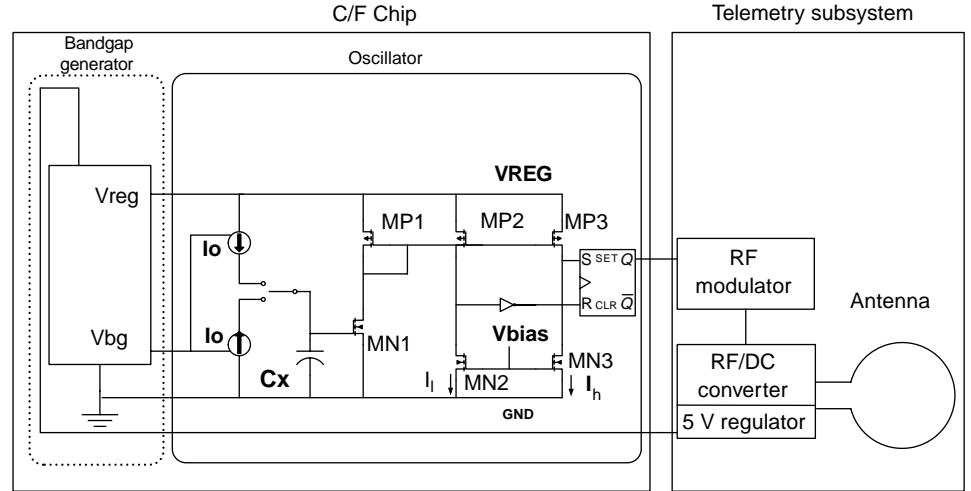 C/F Chip
Telemetry subsystem
Bandgap
generator
Oscillator
Vreg
Vbg
Io
Io
Cx
VREG
MP1
MP2
MP3
MN1
Vbias
MN2
MN3
Il
Ih
GND
S SET Q
R CLR Q̅
RF
modulator
Antenna
RF/DC
converter
5 V regulator